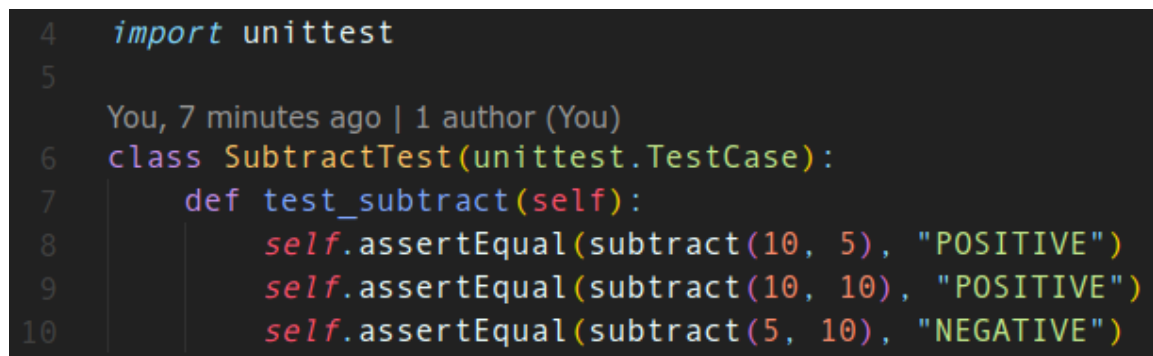 4 import unittest
5
You, 7 minutes ago | 1 author (You)
6 class SubtractTest(unittest.TestCase):
7 def test_subtract(self):
8 self.assertEqual(subtract(10, 5), "POSITIVE")
9 self.assertEqual(subtract(10, 10), "POSITIVE")
10 self.assertEqual(subtract(5, 10), "NEGATIVE")